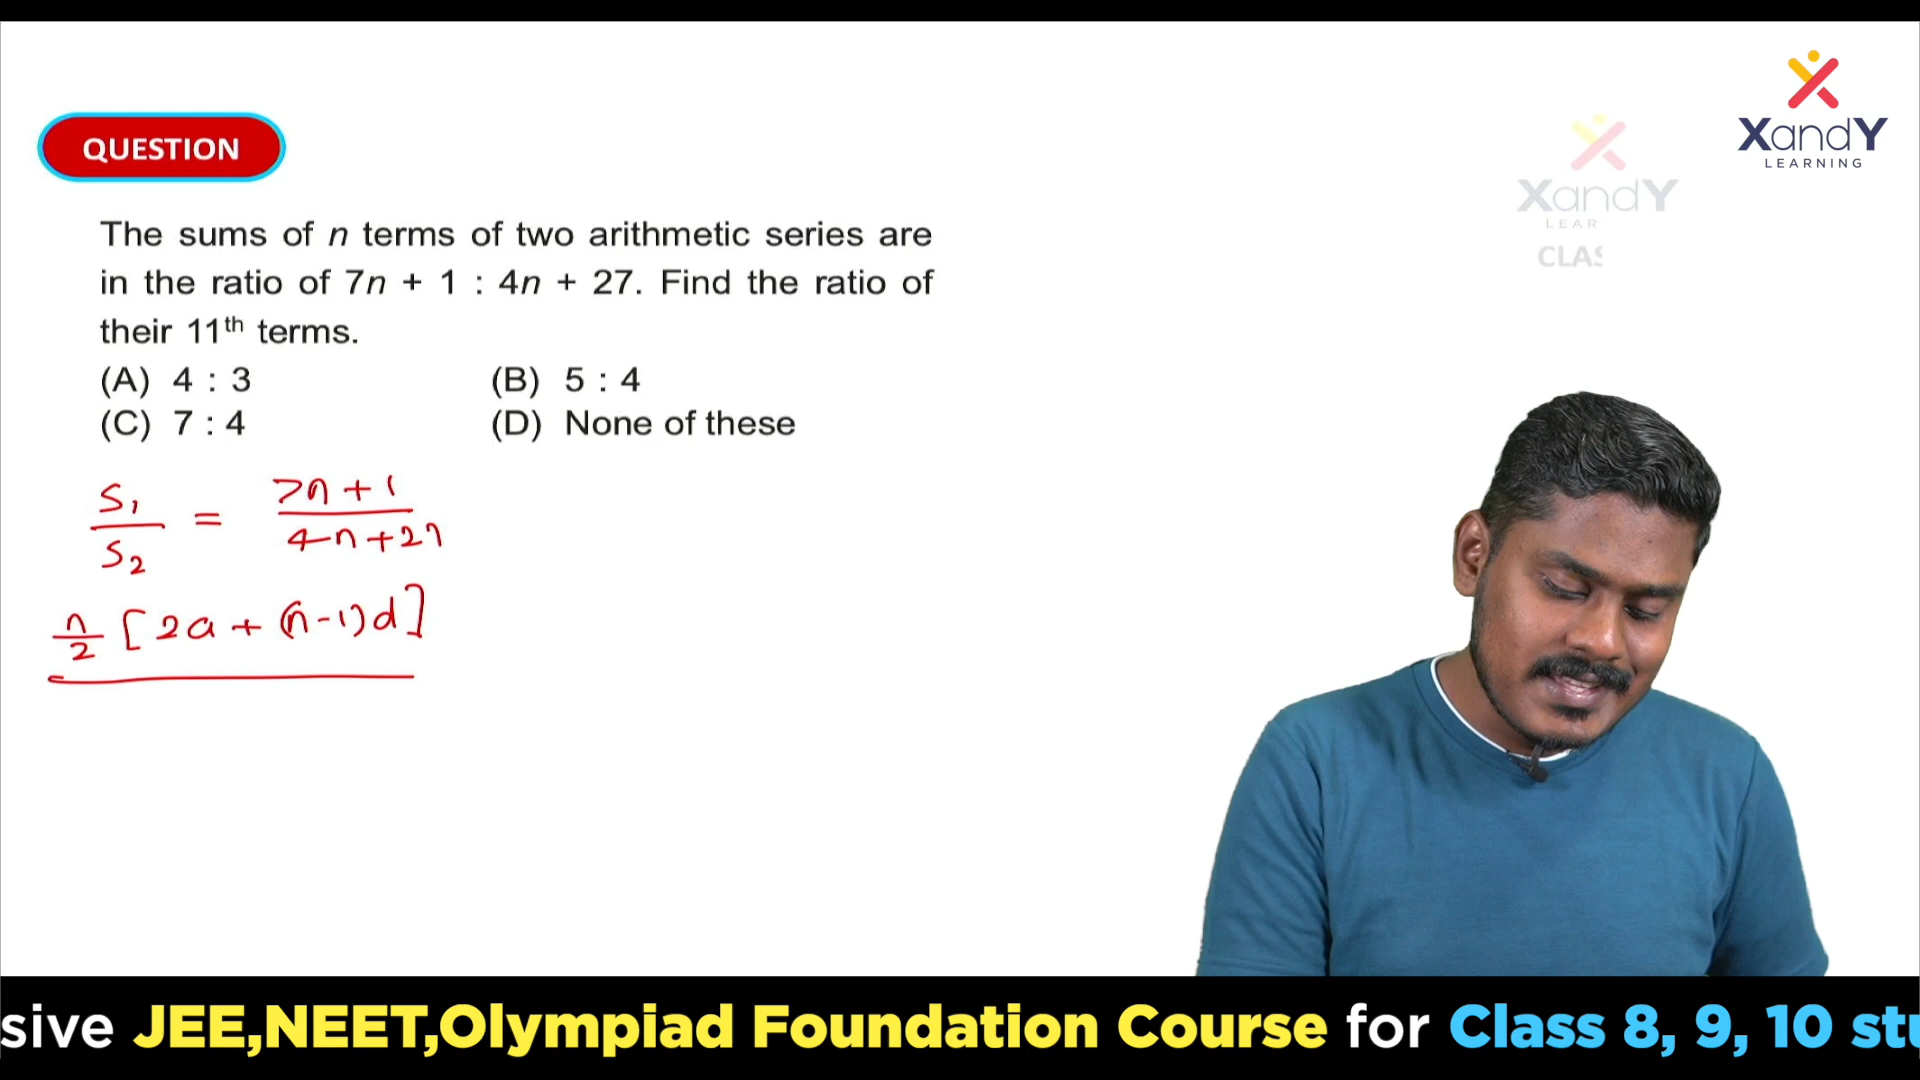 XandY
LEARNING
XandY
LEAR
CLAS
QUESTION
The sums of n terms of two arithmetic series are
in the ratio of 7n + 1 : 4n + 27. Find the ratio of
their 11th terms.
(A) 4 : 3 (B) 5 : 4
(C) 7 : 4 (D) None of these
S1/S2 = 7n+1/4n+27
n/2 [2a + (n-1)d]
sive JEE,NEET,Olympiad Foundation Course for Class 8, 9, 10 stu